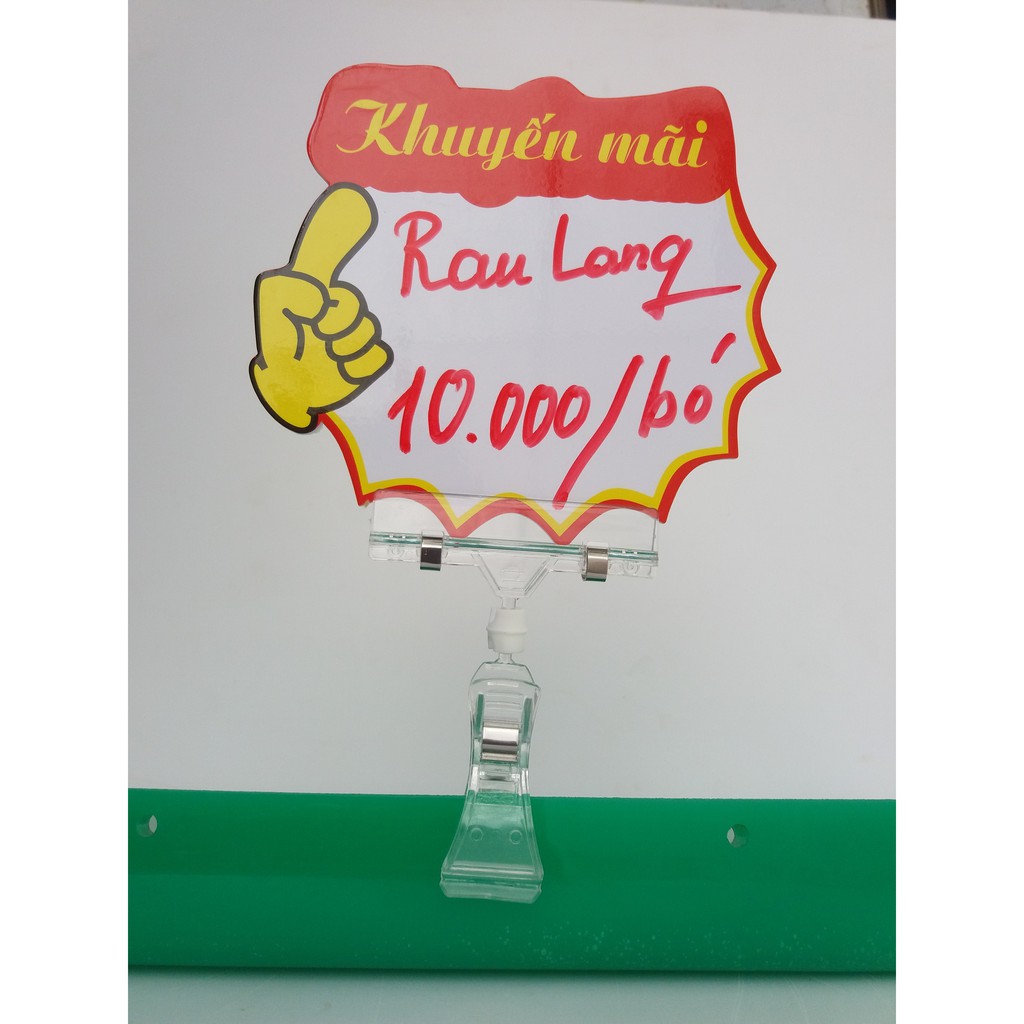 Khuyến mãi
Rau Lang
10.000/bó